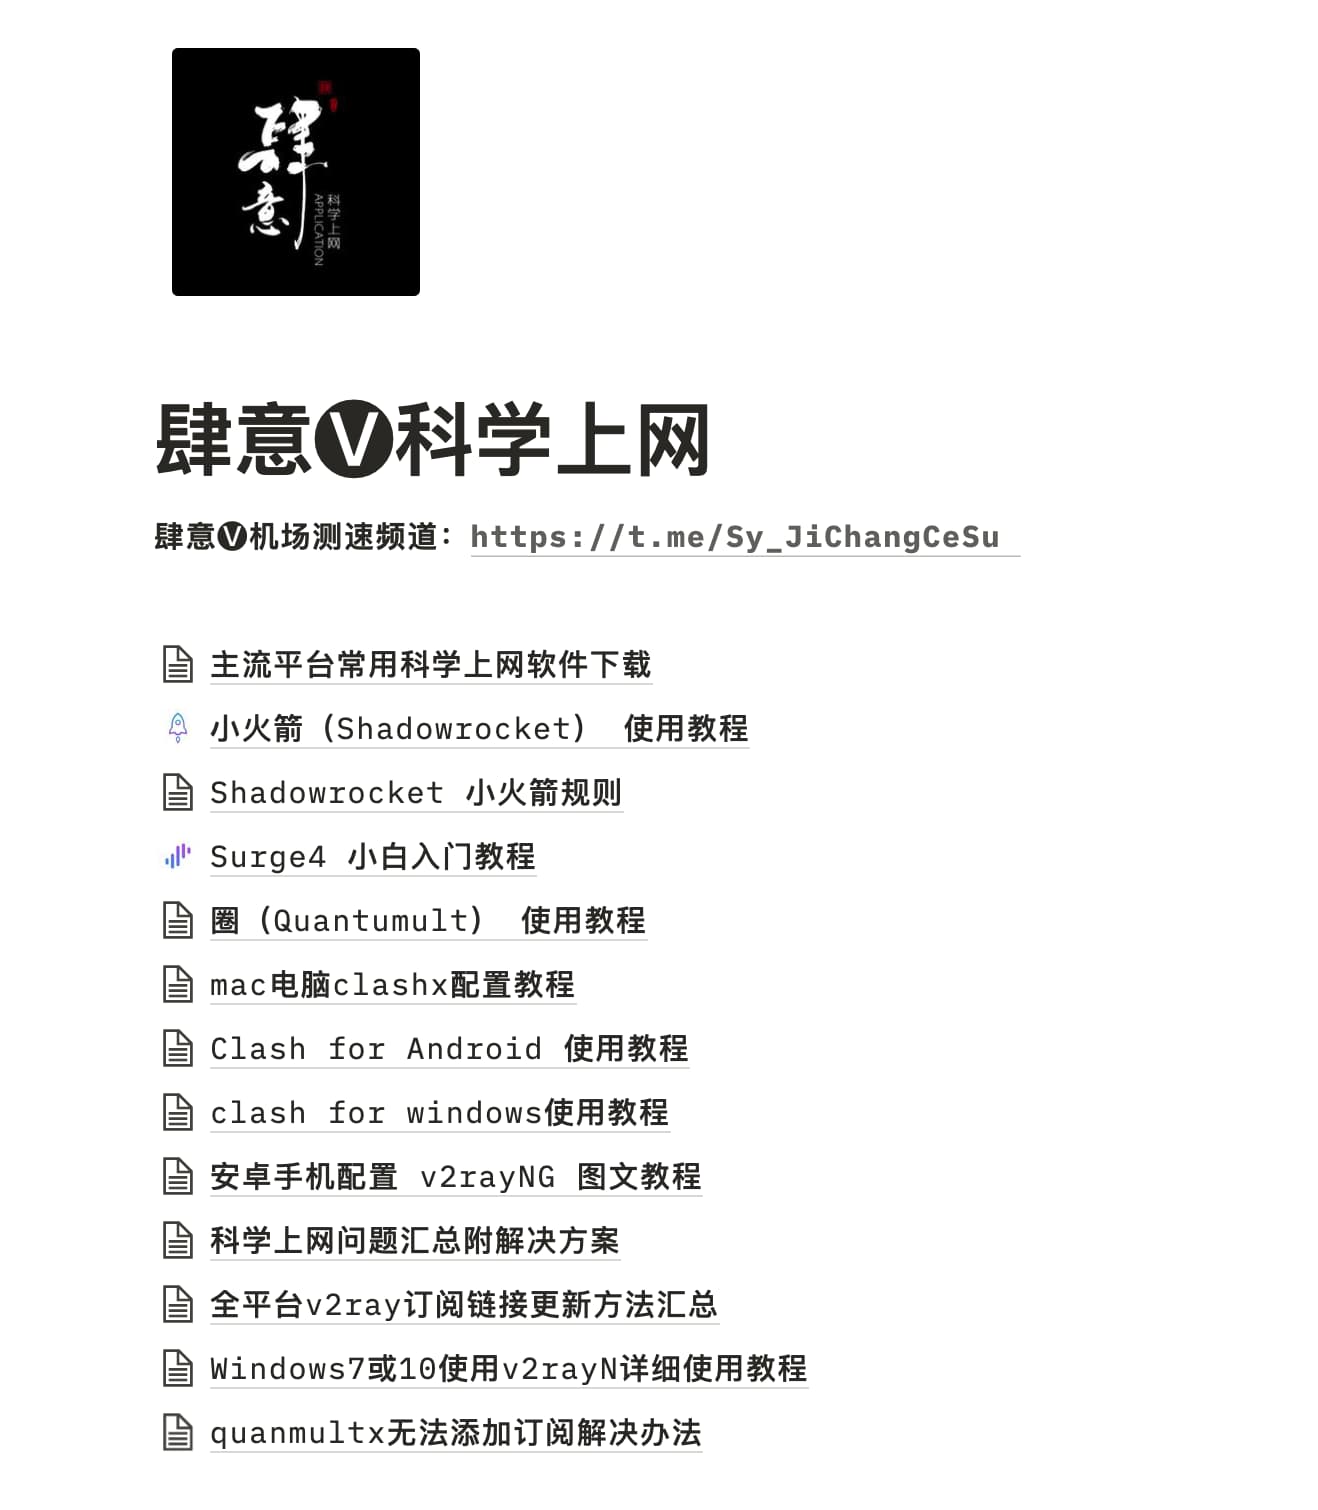 肆意
科学上网
APPLICATION
肆意🅥科学上网
肆意🅥机场测速频道：https://t.me/Sy_JiChangCeSu
主流平台常用科学上网软件下载
小火箭（Shadowrocket） 使用教程
Shadowrocket 小火箭规则
Surge4 小白入门教程
圈（Quantumult） 使用教程
mac电脑clashx配置教程
Clash for Android 使用教程
clash for windows使用教程
安卓手机配置 v2rayNG 图文教程
科学上网问题汇总附解决方案
全平台v2ray订阅链接更新方法汇总
Windows7或10使用v2rayN详细使用教程
quanmultx无法添加订阅解决办法